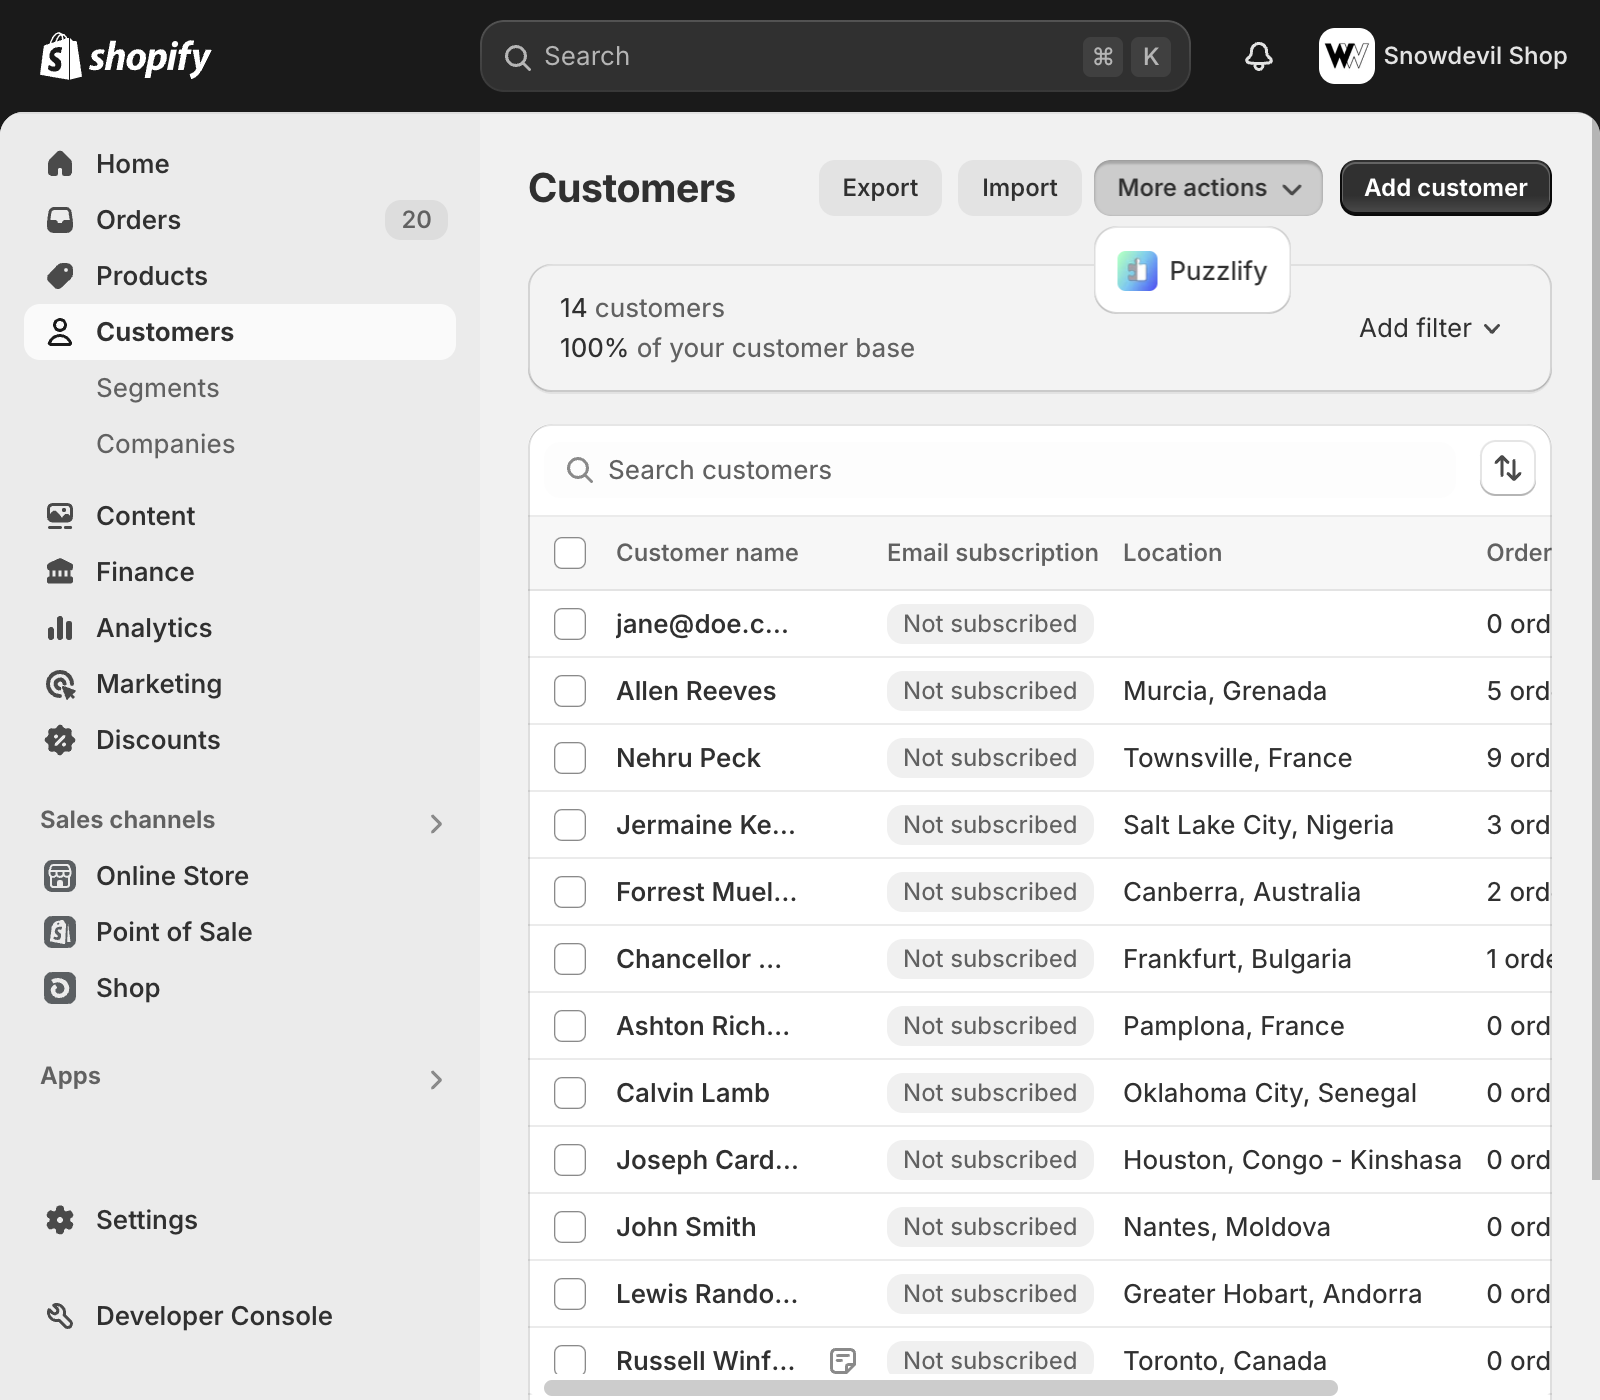 shopify
Search
⌘ K
Snowdevil Shop
Home
Orders 20
Products
Customers
Segments
Companies
Content
Finance
Analytics
Marketing
Discounts
Sales channels
Online Store
Point of Sale
Shop
Apps
Settings
Developer Console
Customers
Export Import More actions Add customer
Puzzlify
14 customers
100% of your customer base
Add filter
Search customers
Customer name Email subscription Location Order
jane@doe.c... Not subscribed 0 ord
Allen Reeves Not subscribed Murcia, Grenada 5 ord
Nehru Peck Not subscribed Townsville, France 9 ord
Jermaine Ke... Not subscribed Salt Lake City, Nigeria 3 ord
Forrest Muel... Not subscribed Canberra, Australia 2 ord
Chancellor ... Not subscribed Frankfurt, Bulgaria 1 orde
Ashton Rich... Not subscribed Pamplona, France 0 ord
Calvin Lamb Not subscribed Oklahoma City, Senegal 0 ord
Joseph Card... Not subscribed Houston, Congo - Kinshasa 0 ord
John Smith Not subscribed Nantes, Moldova 0 ord
Lewis Rando... Not subscribed Greater Hobart, Andorra 0 ord
Russell Winf... Not subscribed Toronto, Canada 0 ord